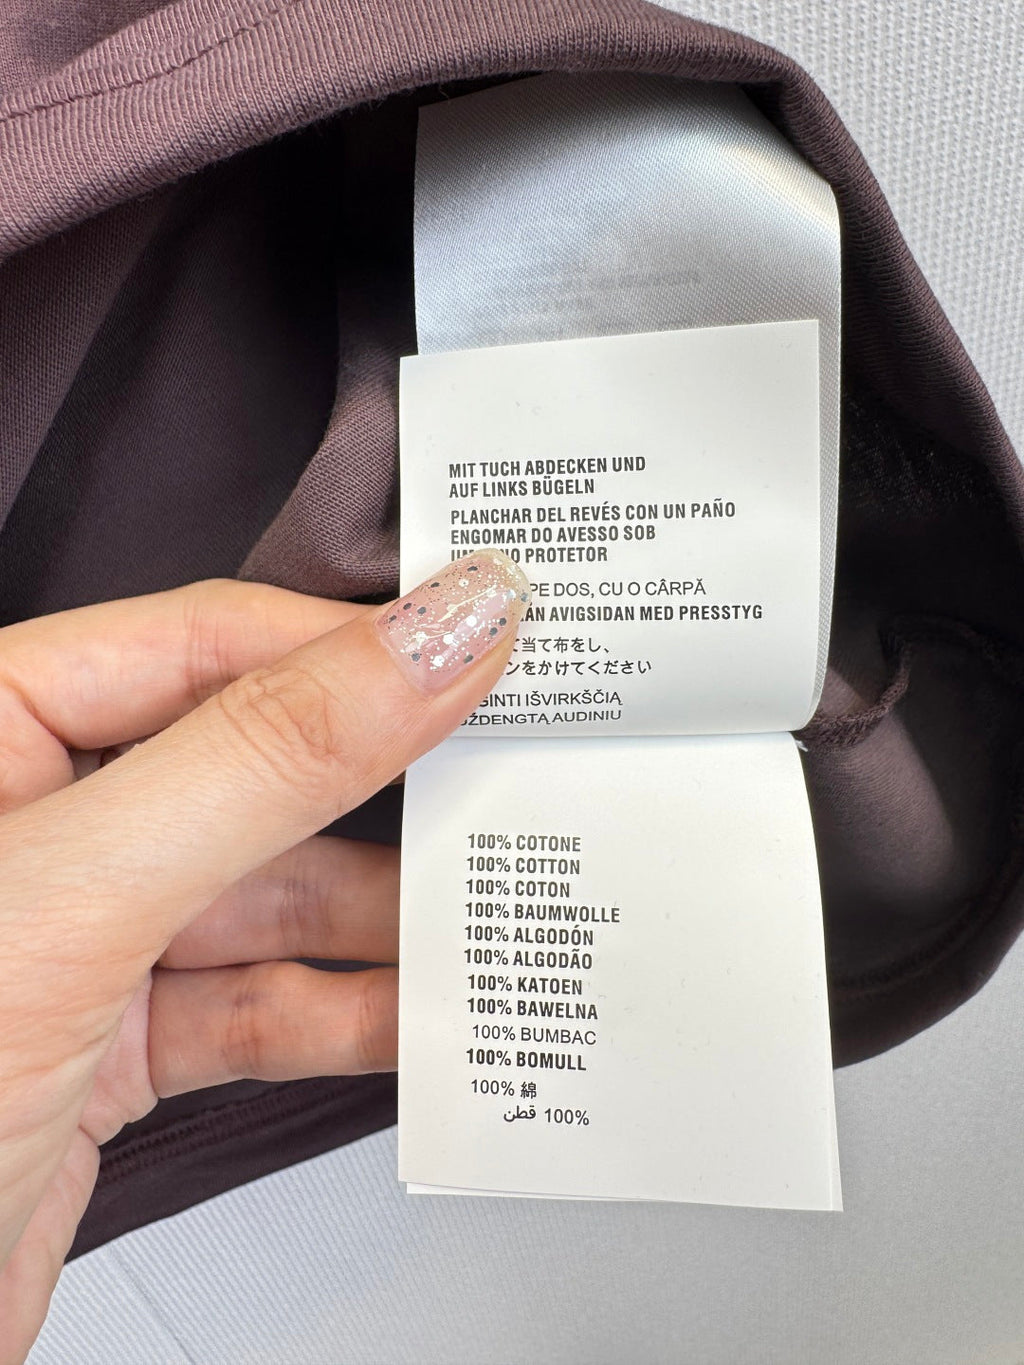 MIT TUCH ABDECKEN UND
AUF LINKS BÜGELN
PLANCHAR DEL REVÉS CON UN PAÑO
ENGOMAR DO AVESSO SOB
PROTETOR
PE DOS, CU O CÂRPĂ
AVIGSIDAN MED PRESSTYG
て当て布をし、
ンをかけてください
IŠVIRKŠČIĄ
AUDINIU
100% COTONE
100% COTTON
100% COTON
100% BAUMWOLLE
100% ALGODÓN
100% ALGODÃO
100% KATOEN
100% BAWELNA
100% BUMBAC
100% BOMULL
100% 綿
100% قطن